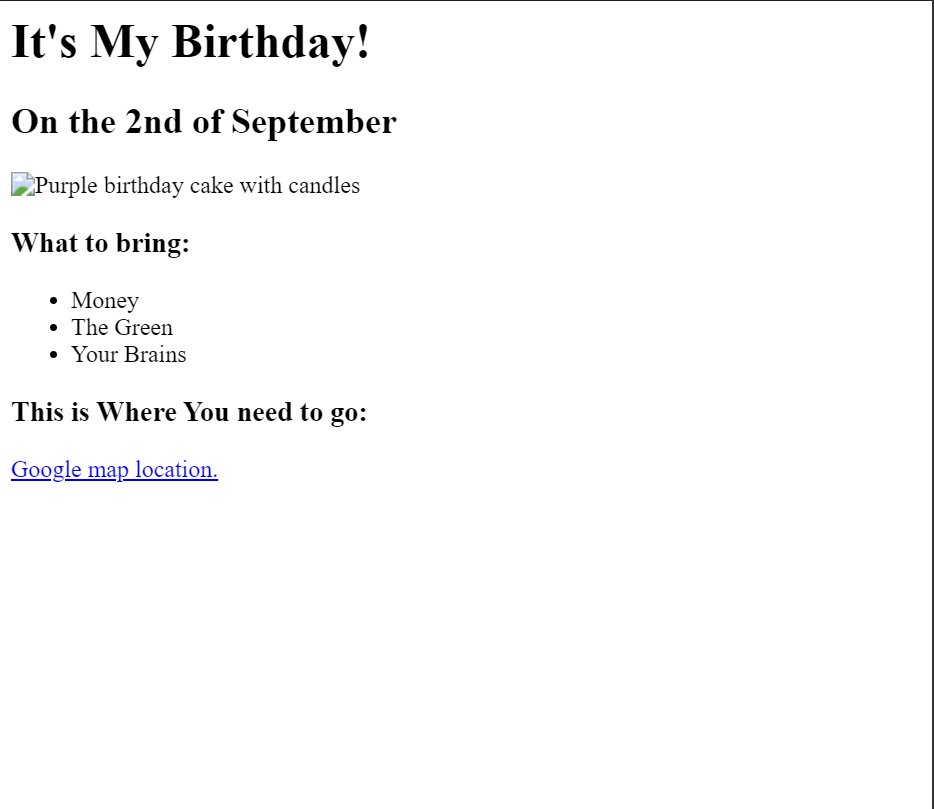 It's My Birthday!
On the 2nd of September
Purple birthday cake with candles
What to bring:
Money
The Green
Your Brains
This is Where You need to go:
Google map location.